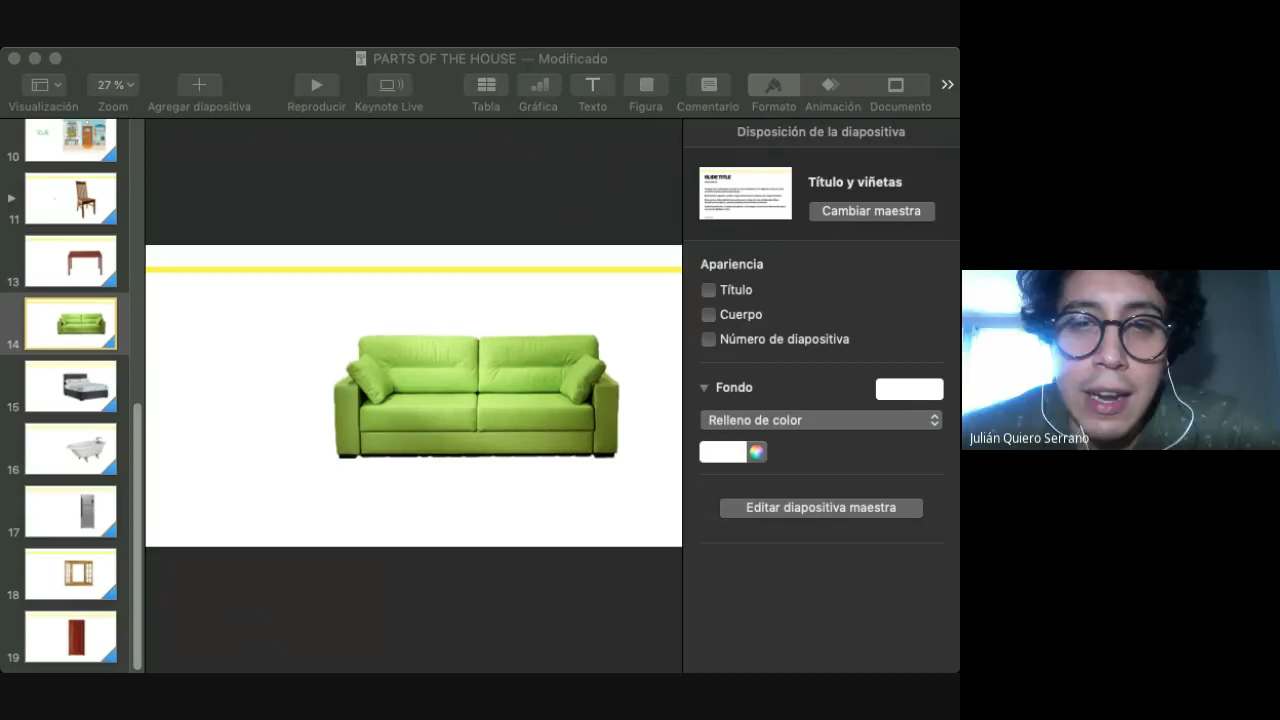 PARTS OF THE HOUSE — Modificado
27 %
Visualización
Zoom
Agregar diapositiva
Reproducir
Keynote Live
Tabla
Gráfica
Texto
Figura
Comentario
Formato
Animación
Documento
10
11
13
14
15
16
17
18
19
Disposición de la diapositiva
SLIDE TITLE
Título y viñetas
Cambiar maestra
Apariencia
Título
Cuerpo
Número de diapositiva
Fondo
Relleno de color
Editar diapositiva maestra
Julián Quiero Serrano